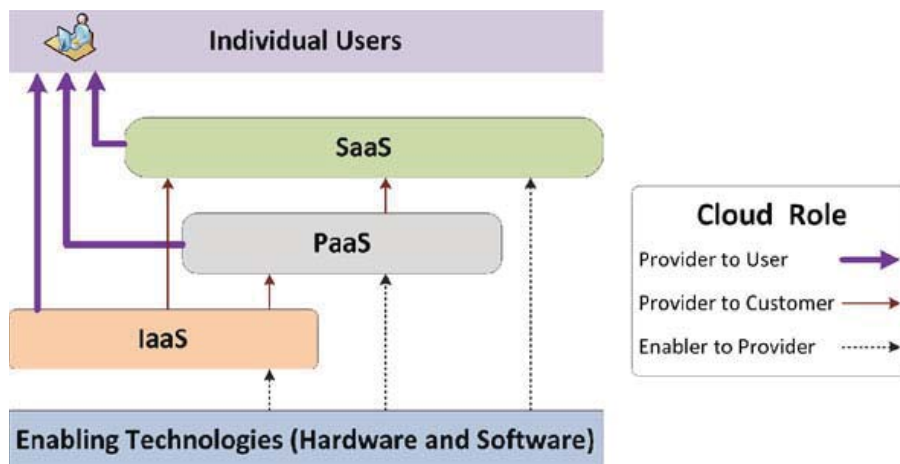 Individual Users
SaaS
PaaS
IaaS
Enabling Technologies (Hardware and Software)
Cloud Role
Provider to User
Provider to Customer
Enabler to Provider